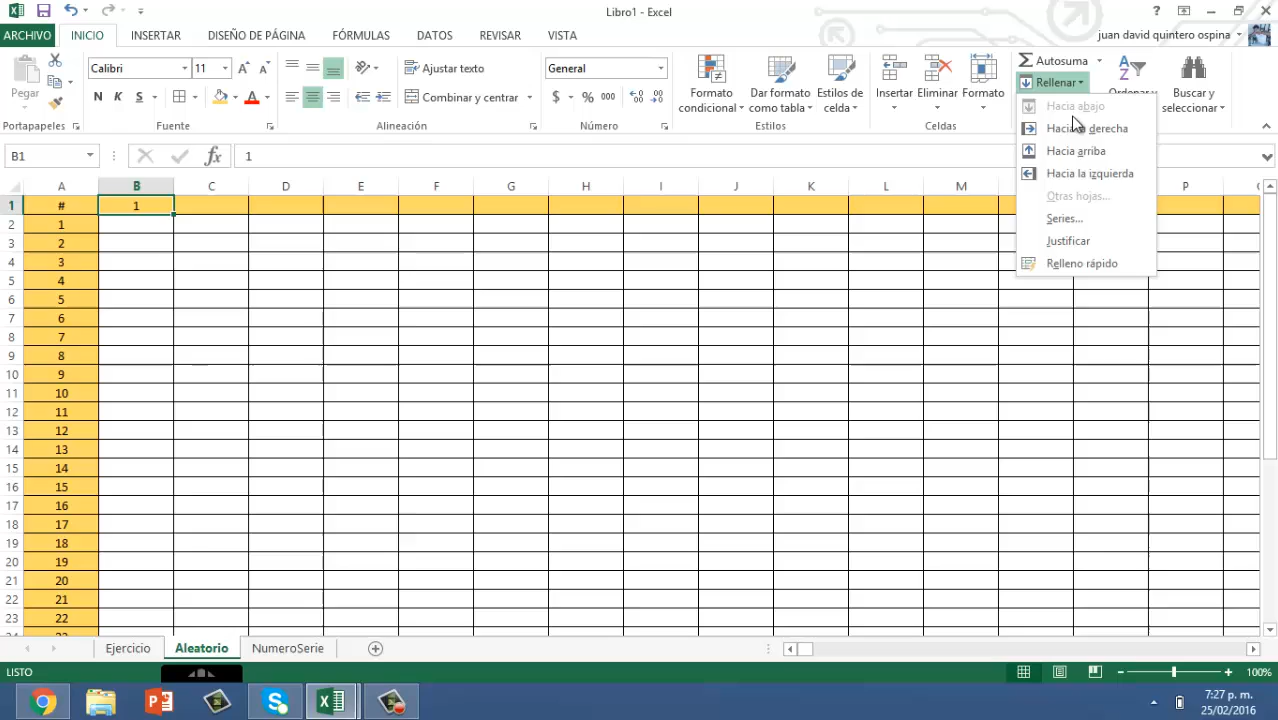 Libro1 - Excel
ARCHIVO INICIO INSERTAR DISEÑO DE PÁGINA FÓRMULAS DATOS REVISAR VISTA juan david quintero ospina
Pegar
Calibri 11
N K S
Ajustar texto
Combinar y centrar
General
$ % 000
Formato condicional
Dar formato como tabla
Estilos de celda
Insertar Eliminar Formato
Autosuma
Rellenar
Ordenar
Buscar y seleccionar
Portapapeles Fuente Alineación Número Estilos Celdas
Hacia abajo
derecha
Hacia arriba
Hacia la izquierda
Otras hojas...
Series...
Justificar
Relleno rápido
B1 fx 1
A B C D E F G H I J K L M P
1 # 1
2 1
3 2
4 3
5 4
6 5
7 6
8 7
9 8
10 9
11 10
12 11
13 12
14 13
15 14
16 15
17 16
18 17
19 18
20 19
21 20
22 21
23 22
Ejercicio Aleatorio NumeroSerie
LISTO 100%
7:27 p. m.
25/02/2016